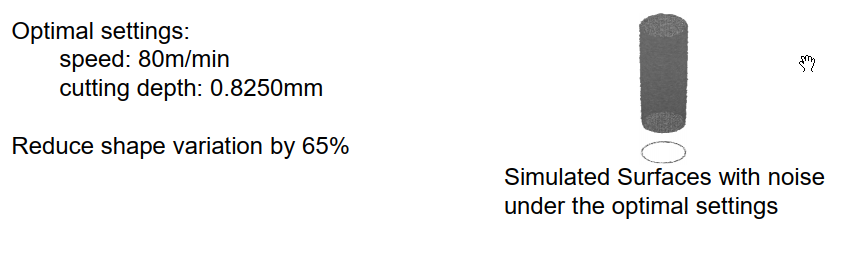 Optimal settings:
speed: 80m/min
cutting depth: 0.8250mm
Reduce shape variation by 65%
Simulated Surfaces with noise
under the optimal settings